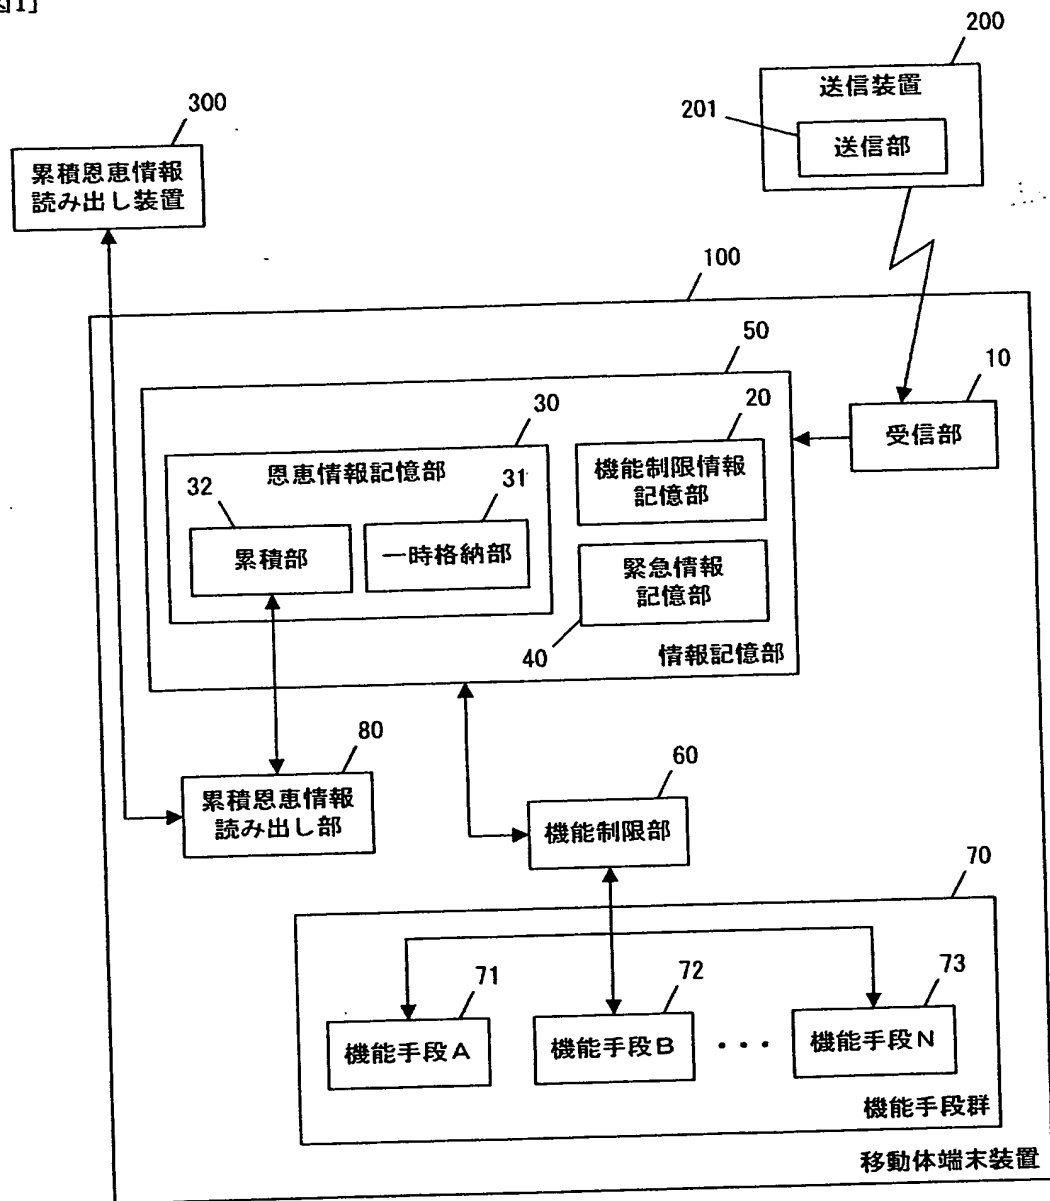 図1]
200
送信装置
201
送信部
300
累積恩恵情報
読み出し装置
100
50
10
受信部
30
20
恩恵情報記憶部
機能制限情報
記憶部
32
31
累積部
一時格納部
緊急情報
記憶部
40
情報記憶部
80
累積恩恵情報
読み出し部
60
機能制限部
70
71
72
73
機能手段A
機能手段B
・・・
機能手段N
機能手段群
移動体端末装置